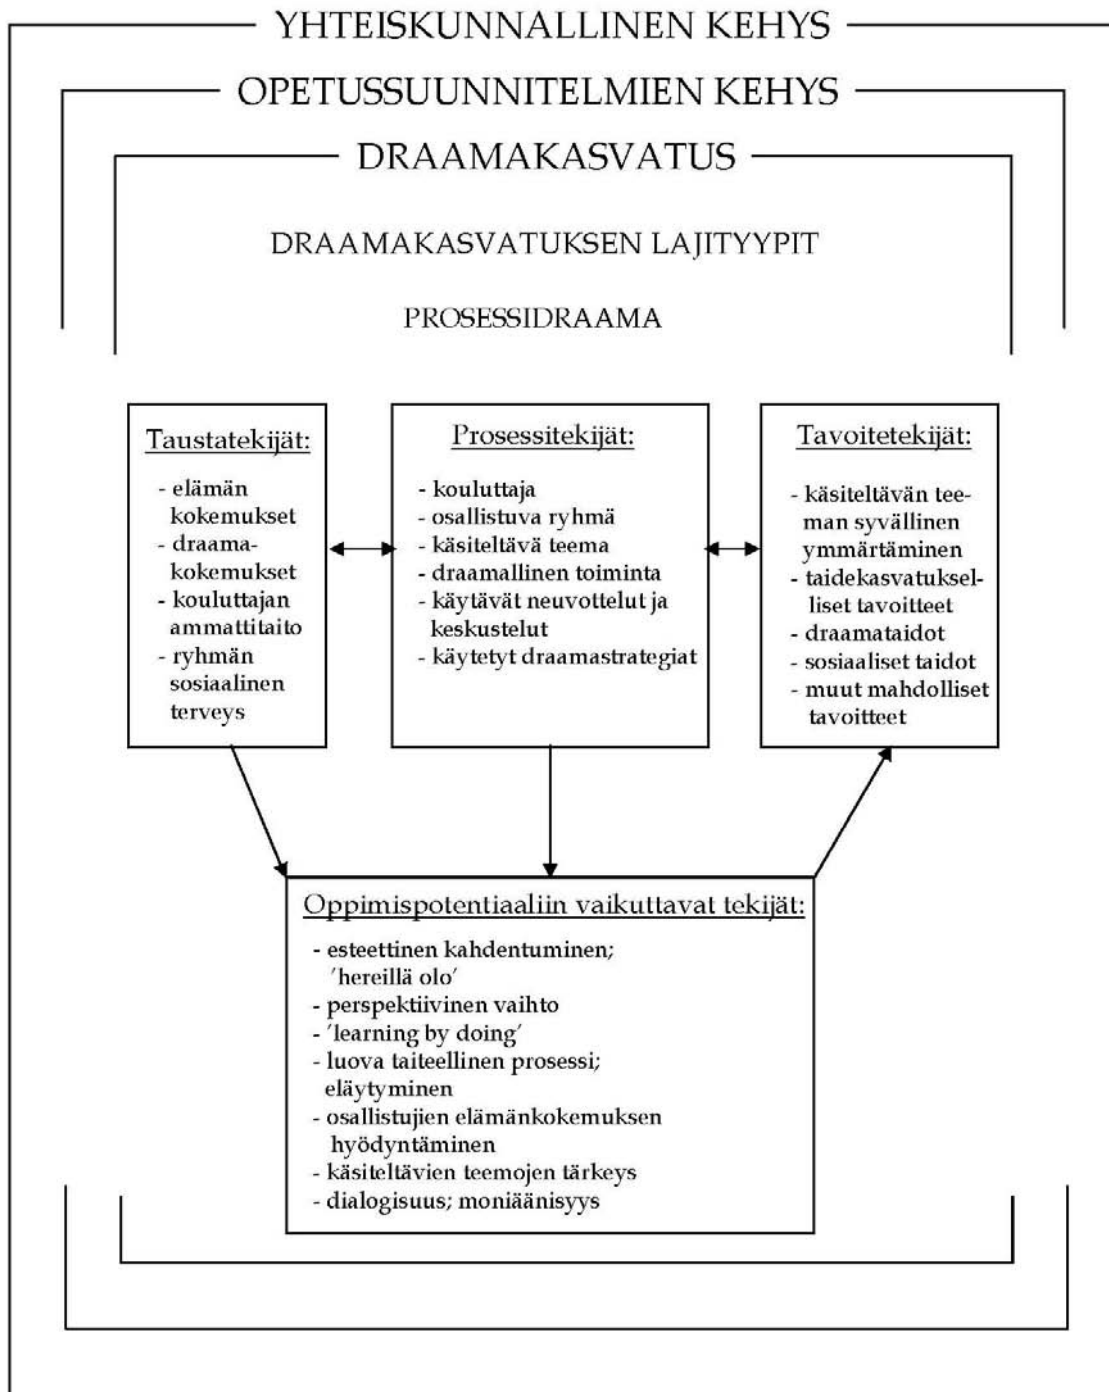 YHTEISKUNNALLINEN KEHYS
OPETUSSUUNNITELMIEN KEHYS
DRAAMAKASVATUS
DRAAMAKASVATUKSEN LAJITYYPIT
PROSESSIDRAAMA
Taustatekijät:
- elämän
kokemukset
- draama-
kokemukset
- kouluttajan
ammattitaito
- ryhmän
sosiaalinen
terveys
Prosessitekijät:
- kouluttaja
- osallistuva ryhmä
- käsiteltävä teema
- draamallinen toiminta
- käytävät neuvottelut ja
keskustelut
- käytetyt draamastrategiat
Tavoitetekijät:
- käsiteltävän tee-
man syvällinen
ymmärtäminen
- taidekasvatuksel-
liset tavoitteet
- draamataidot
- sosiaaliset taidot
- muut mahdolliset
tavoitteet
Oppimispotentiaaliin vaikuttavat tekijät:
- esteettinen kahdentuminen;
'hereillä olo'
- perspektiivinen vaihto
- 'learning by doing'
- luova taiteellinen prosessi;
eläytyminen
- osallistujien elämänkokemuksen
hyödyntäminen
- käsiteltävien teemojen tärkeys
- dialogisuus; moniäänisyys